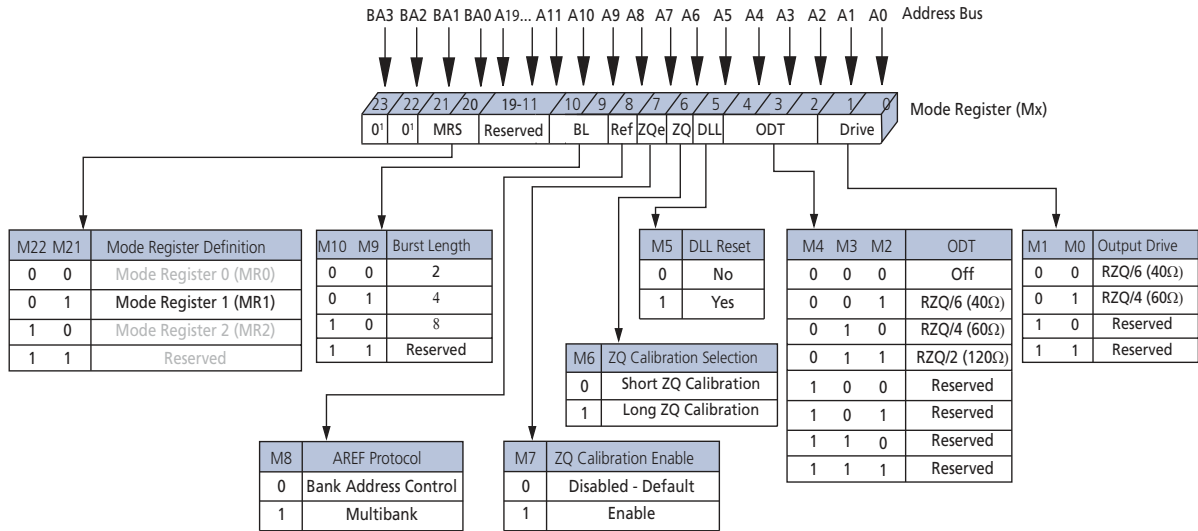 BA3 BA2 BA1 BA0 A19... A11 A10 A9 A8 A7 A6 A5 A4 A3 A2 A1 A0 Address Bus
23 22 21 20 19-11 10 9 8 7 6 5 4 3 2 1 0 Mode Register (Mx)
0¹ 0¹ MRS Reserved BL Ref ZQe ZQ DLL ODT Drive
M22 M21 Mode Register Definition
0 0 Mode Register 0 (MR0)
0 1 Mode Register 1 (MR1)
1 0 Mode Register 2 (MR2)
1 1 Reserved
M10 M9 Burst Length
0 0 2
0 1 4
1 0 8
1 1 Reserved
M5 DLL Reset
0 No
1 Yes
M4 M3 M2 ODT
0 0 0 Off
0 0 1 RZQ/6 (40Ω)
0 1 0 RZQ/4 (60Ω)
0 1 1 RZQ/2 (120Ω)
1 0 0 Reserved
1 0 1 Reserved
1 1 0 Reserved
1 1 1 Reserved
M1 M0 Output Drive
0 0 RZQ/6 (40Ω)
0 1 RZQ/4 (60Ω)
1 0 Reserved
1 1 Reserved
M6 ZQ Calibration Selection
0 Short ZQ Calibration
1 Long ZQ Calibration
M8 AREF Protocol
0 Bank Address Control
1 Multibank
M7 ZQ Calibration Enable
0 Disabled - Default
1 Enable